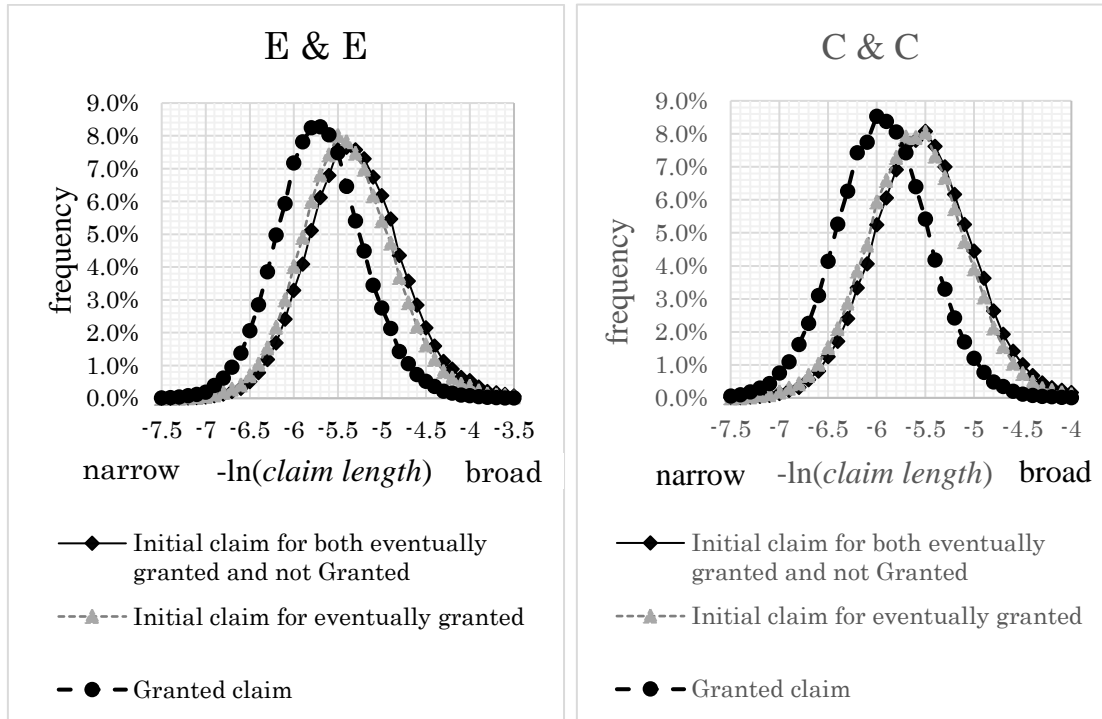 E & E
9.0%
8.0%
7.0%
6.0%
5.0%
4.0%
3.0%
2.0%
1.0%
0.0%
frequency
-7.5 -7 -6.5 -6 -5.5 -5 -4.5 -4 -3.5
narrow -ln(claim length) broad
Initial claim for both eventually
granted and not Granted
Initial claim for eventually granted
Granted claim
C & C
9.0%
8.0%
7.0%
6.0%
5.0%
4.0%
3.0%
2.0%
1.0%
0.0%
frequency
-7.5 -7 -6.5 -6 -5.5 -5 -4.5 -4
narrow -ln(claim length) broad
Initial claim for both eventually
granted and not Granted
Initial claim for eventually granted
Granted claim